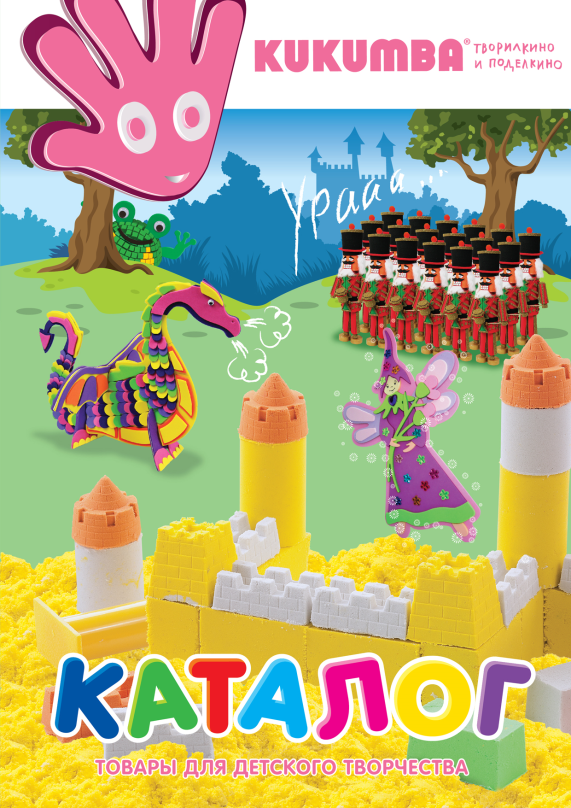 KUKUMBA®
ТВОРИЛКИНО
И ПОДЕЛКИНО
Урааа...
КАТАЛОГ
ТОВАРЫ ДЛЯ ДЕТСКОГО ТВОРЧЕСТВА